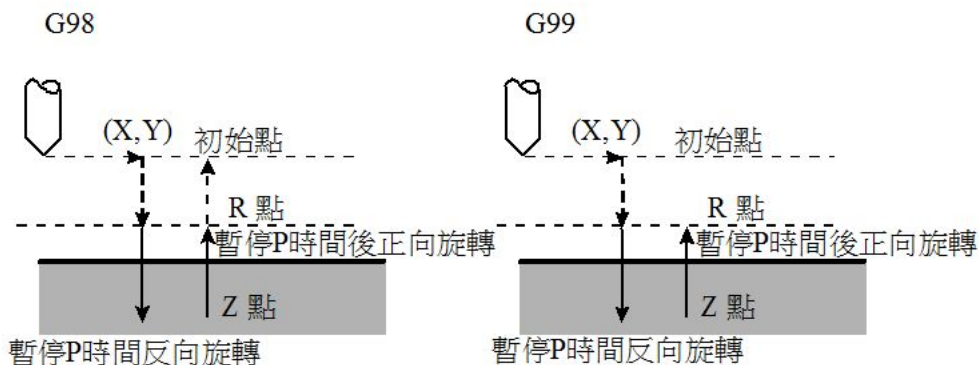 G98
(X,Y)
初始點
R 點
暫停P時間後正向旋轉
Z 點
暫停P時間反向旋轉
G99
(X,Y)
初始點
R 點
暫停P時間後正向旋轉
Z 點
暫停P時間反向旋轉